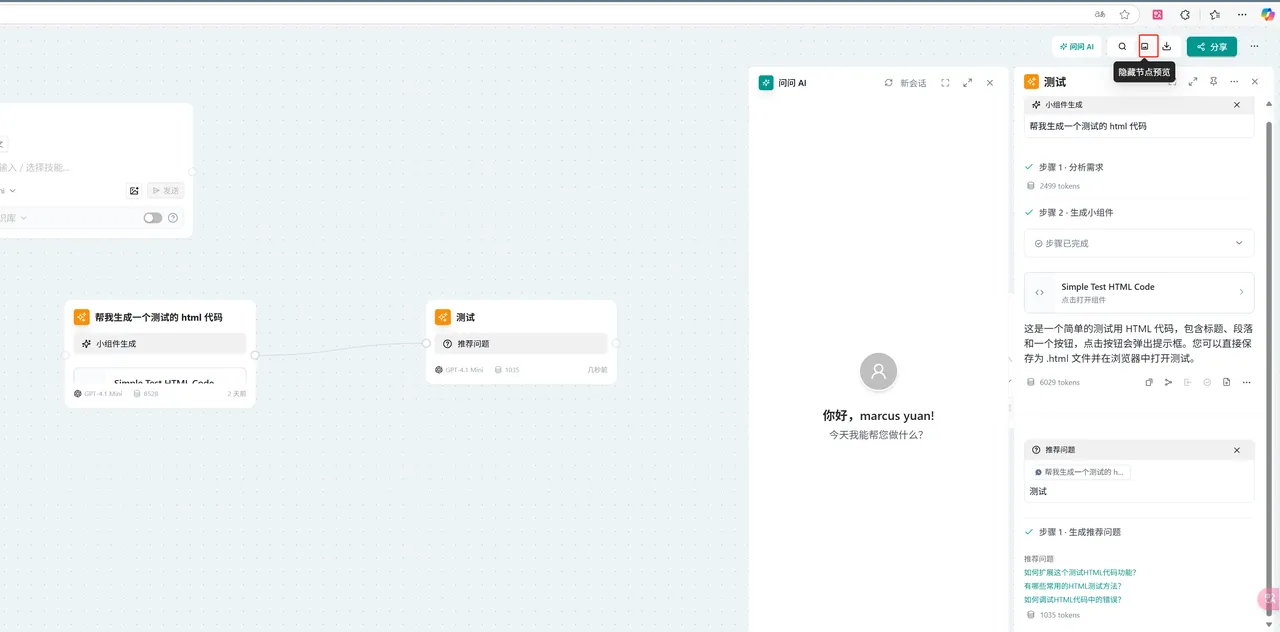 aあ
问问 AI
分享
隐藏节点预览
输入 / 选择技能...
发送
识库
帮我生成一个测试的 html 代码
小组件生成
Simple Test HTML Code
GPT-4.1 Mini
8528
2 天前
测试
推荐问题
GPT-4.1 Mini
1035
几秒前
问问 AI
新会话
你好，marcus yuan!
今天我能帮您做什么？
测试
小组件生成
帮我生成一个测试的 html 代码
步骤 1 · 分析需求
2499 tokens
步骤 2 · 生成小组件
步骤已完成
Simple Test HTML Code
点击打开组件
这是一个简单的测试用 HTML 代码，包含标题、段落
和一个按钮，点击按钮会弹出提示框。您可以直接保
存为 .html 文件并在浏览器中打开测试。
6029 tokens
推荐问题
帮我生成一个测试的 h...
测试
步骤 1 · 生成推荐问题
推荐问题
如何扩展这个测试HTML代码功能？
有哪些常用的HTML测试方法？
如何调试HTML代码中的错误？
1035 tokens